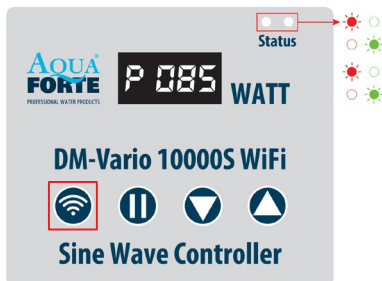 Status
AQUA
FORTE
PROFESSIONAL WATER PRODUCTS
P 085
WATT
DM-Vario 10000S WiFi
Sine Wave Controller